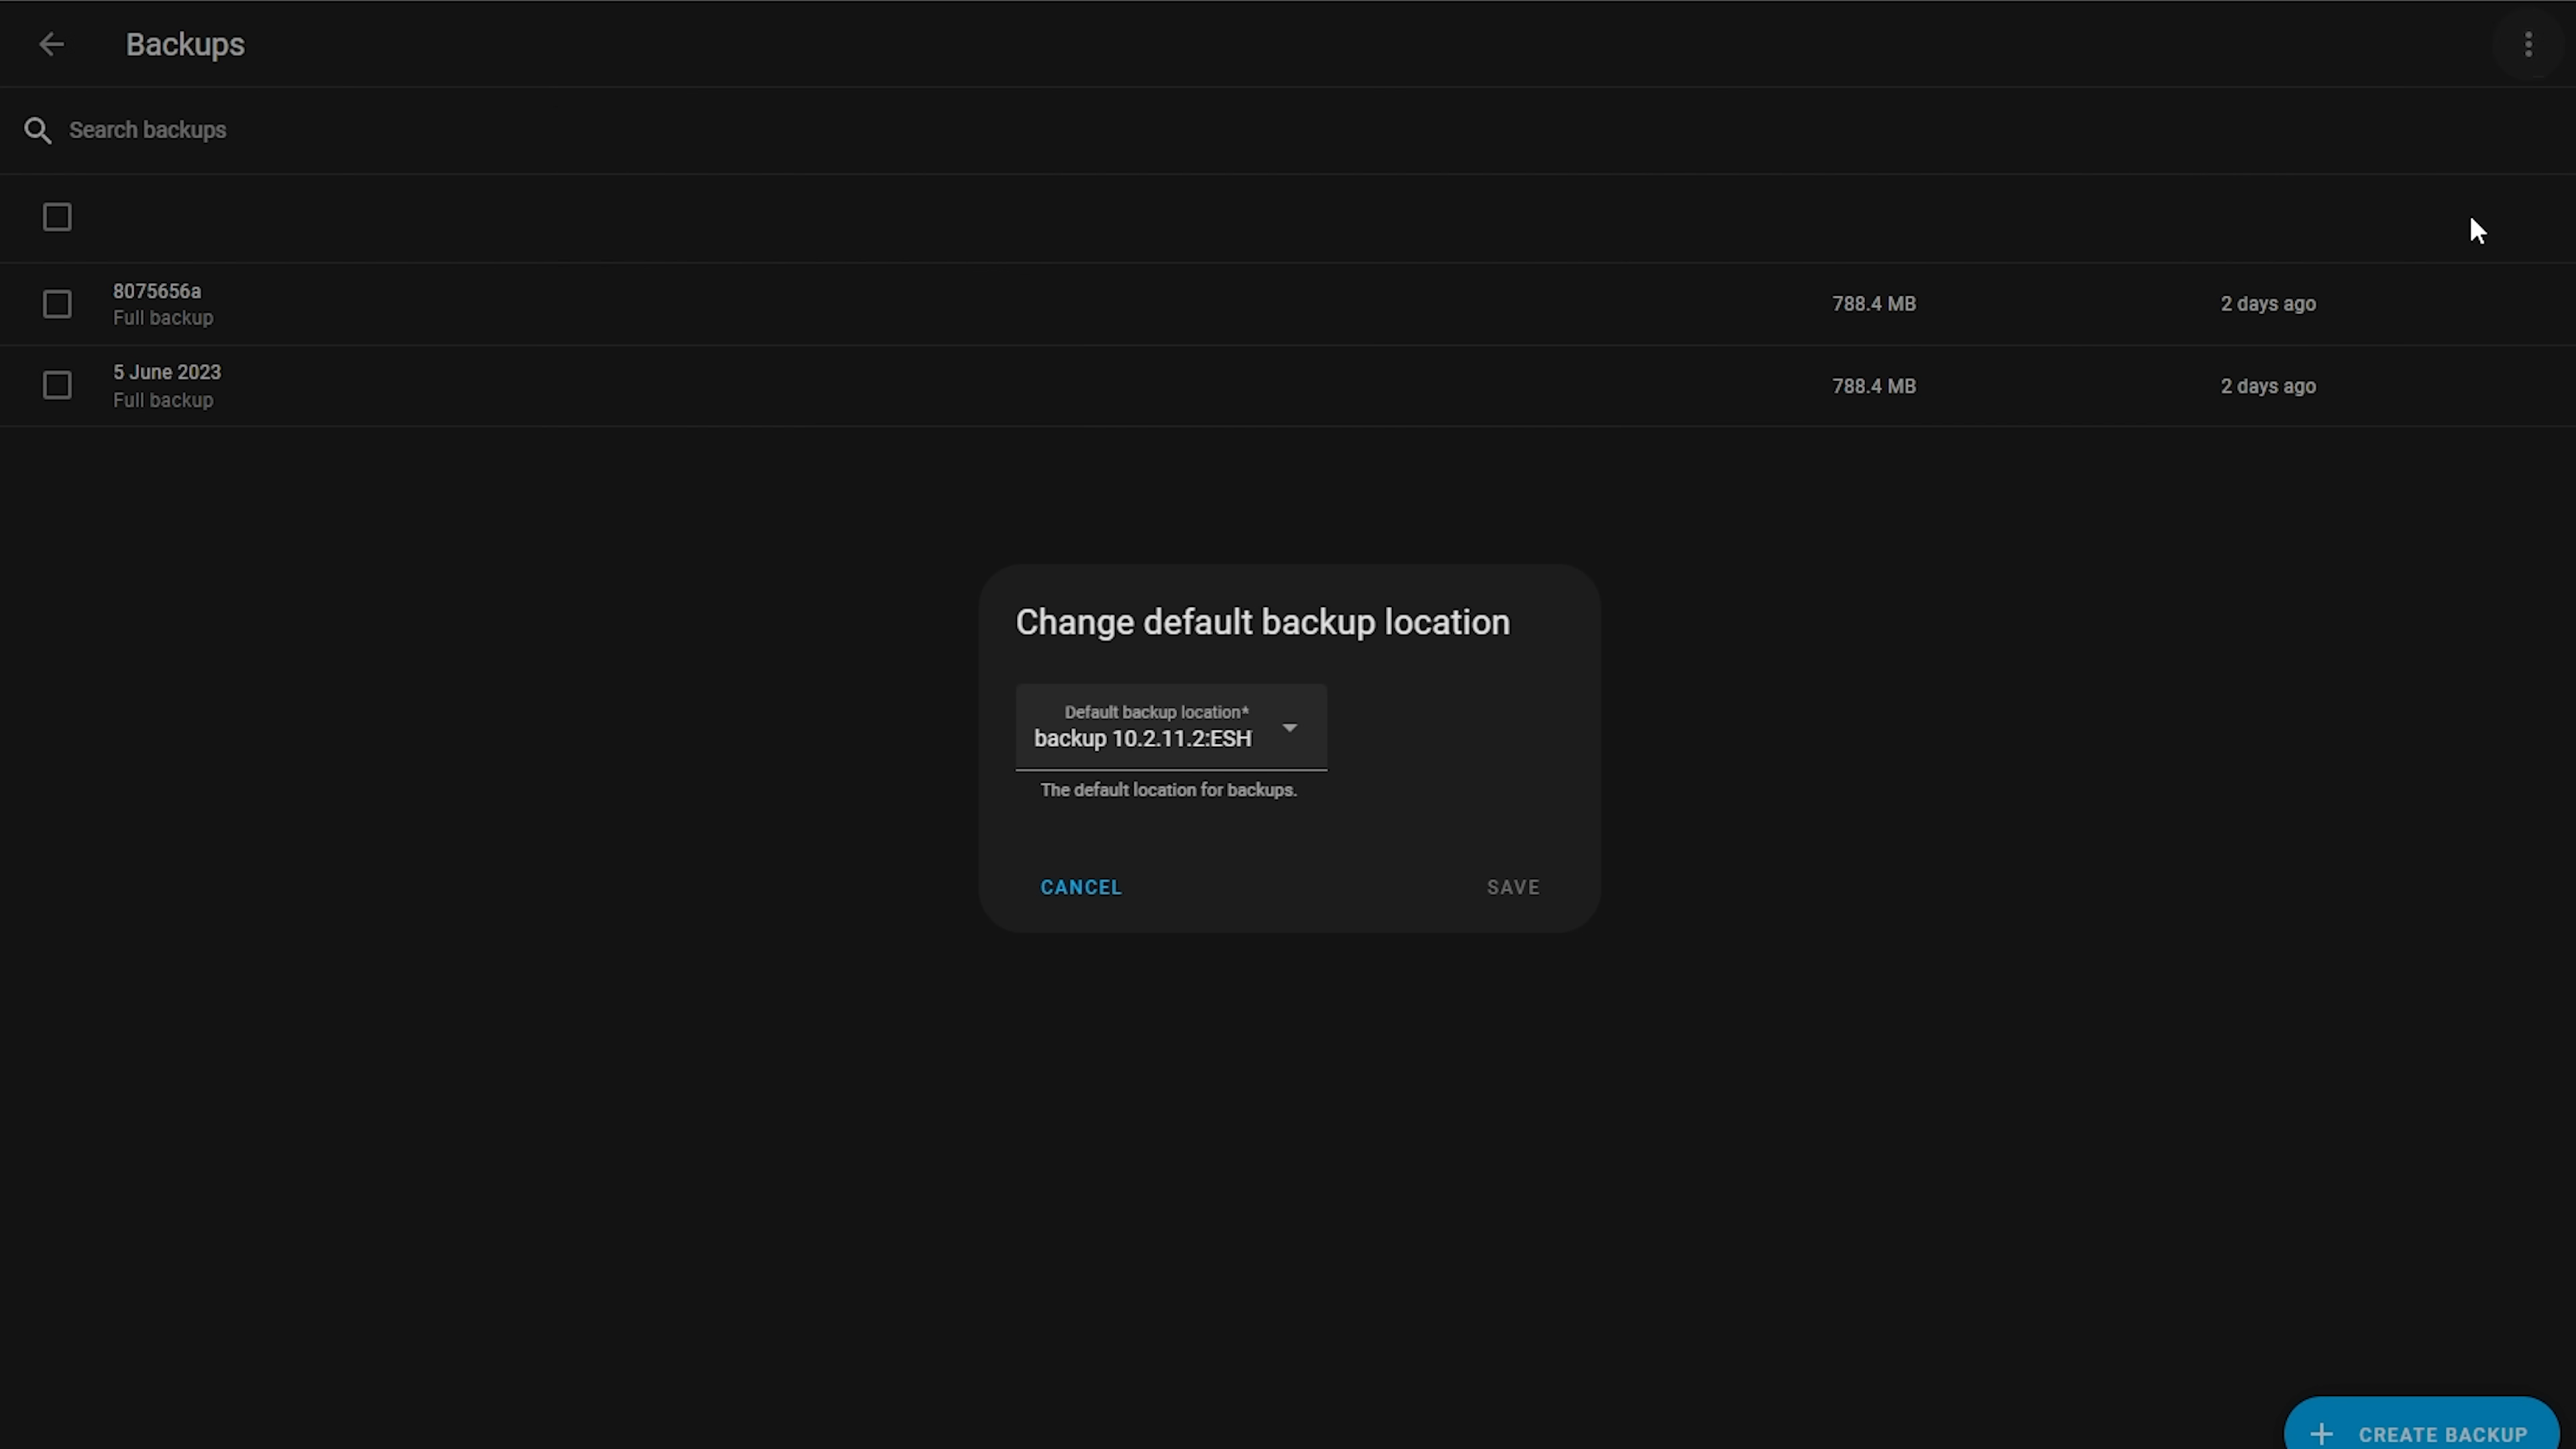 Backups
Search backups
8075656a
Full backup
788.4 MB
2 days ago
5 June 2023
Full backup
788.4 MB
2 days ago
Change default backup location
Default backup location*
backup 10.2.11.2:ESH
The default location for backups.
CANCEL
SAVE
CREATE BACKUP